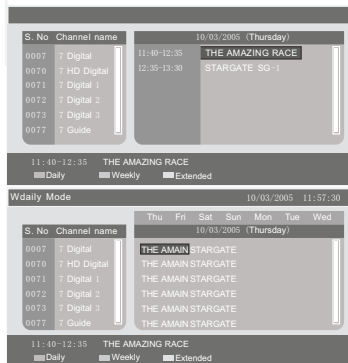 S. No Channel name 10/03/2005 (Thursday)
0007 7 Digital 11:40-12:35 THE AMAZING RACE
0070 7 HD Digital 12:35-13:30 STARGATE SG-1
0071 7 Digital 1
0072 7 Digital 2
0073 7 Digital 3
0077 7 Guide
11:40-12:35 THE AMAZING RACE
Daily Weekly Extended
Wdaily Mode 10/03/2005 11:57:30
Thu Fri Sat Sun Mon Tue Wed
S. No Channel name 10/03/2005 (Thursday)
0007 7 Digital THE AMAIN STARGATE
0070 7 HD Digital THE AMAIN STARGATE
0071 7 Digital 1 THE AMAIN STARGATE
0072 7 Digital 2 THE AMAIN STARGATE
0073 7 Digital 3 THE AMAIN STARGATE
0077 7 Guide THE AMAIN STARGATE
11:40-12:35 THE AMAZING RACE
Daily Weekly Extended